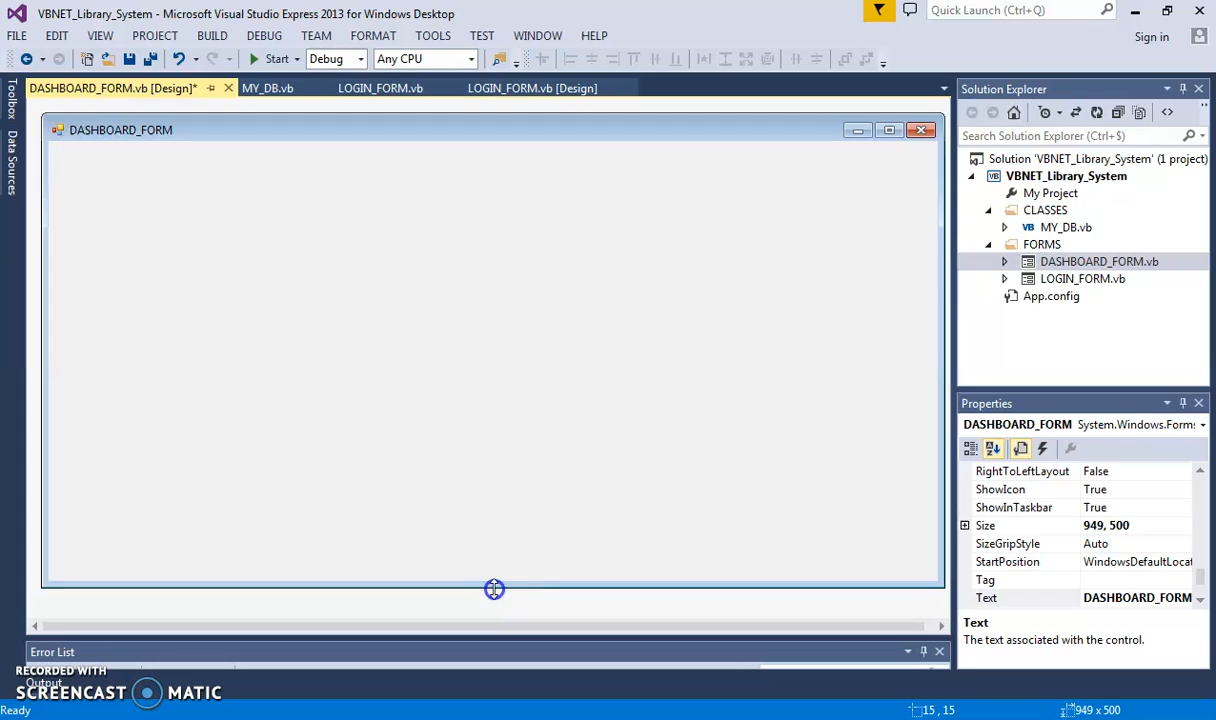 VBNET_Library_System - Microsoft Visual Studio Express 2013 for Windows Desktop
Quick Launch (Ctrl+Q)
FILE EDIT VIEW PROJECT BUILD DEBUG TEAM FORMAT TOOLS TEST WINDOW HELP
Sign in
Start Debug Any CPU
Toolbox
Data Sources
DASHBOARD_FORM.vb [Design]* MY_DB.vb LOGIN_FORM.vb LOGIN_FORM.vb [Design]
DASHBOARD_FORM
Solution Explorer
Search Solution Explorer (Ctrl+$)
Solution 'VBNET_Library_System' (1 project)
VBNET_Library_System
My Project
CLASSES
VB MY_DB.vb
FORMS
DASHBOARD_FORM.vb
LOGIN_FORM.vb
App.config
Properties
DASHBOARD_FORM System.Windows.Forms
RightToLeftLayout False
ShowIcon True
ShowInTaskbar True
Size 949, 500
SizeGripStyle Auto
StartPosition WindowsDefaultLocat
Tag
Text DASHBOARD_FORM
Text
The text associated with the control.
Error List
Output
RECORDED WITH
SCREENCAST MATIC
Ready
15 , 15
949 x 500